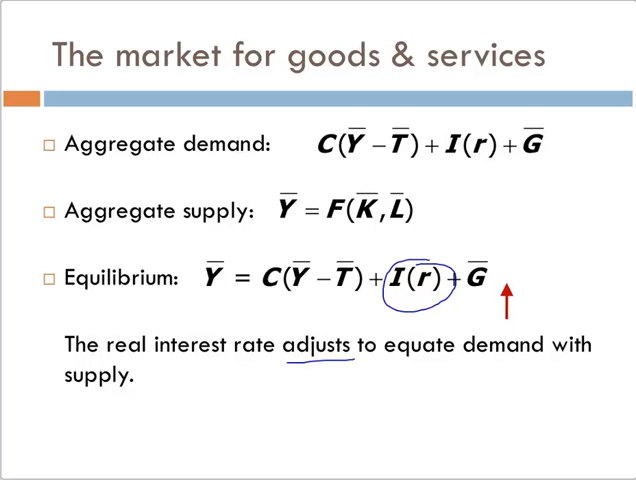 The market for goods & services
Aggregate demand: C(Y̅ − T̅) + I(r) + G̅
Aggregate supply: Y̅ = F(K̅, L̅)
Equilibrium: Y̅ = C(Y̅ − T̅) + I(r) + G̅
The real interest rate adjusts to equate demand with
supply.